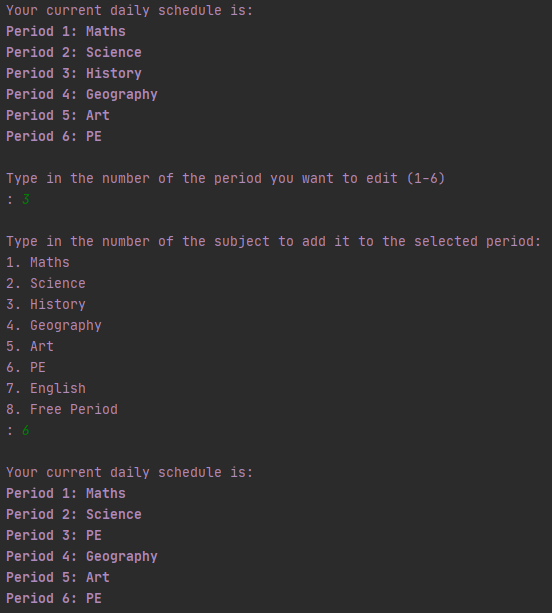 Your current daily schedule is:
Period 1: Maths
Period 2: Science
Period 3: History
Period 4: Geography
Period 5: Art
Period 6: PE
Type in the number of the period you want to edit (1-6)
: 3
Type in the number of the subject to add it to the selected period:
1. Maths
2. Science
3. History
4. Geography
5. Art
6. PE
7. English
8. Free Period
: 6
Your current daily schedule is:
Period 1: Maths
Period 2: Science
Period 3: PE
Period 4: Geography
Period 5: Art
Period 6: PE